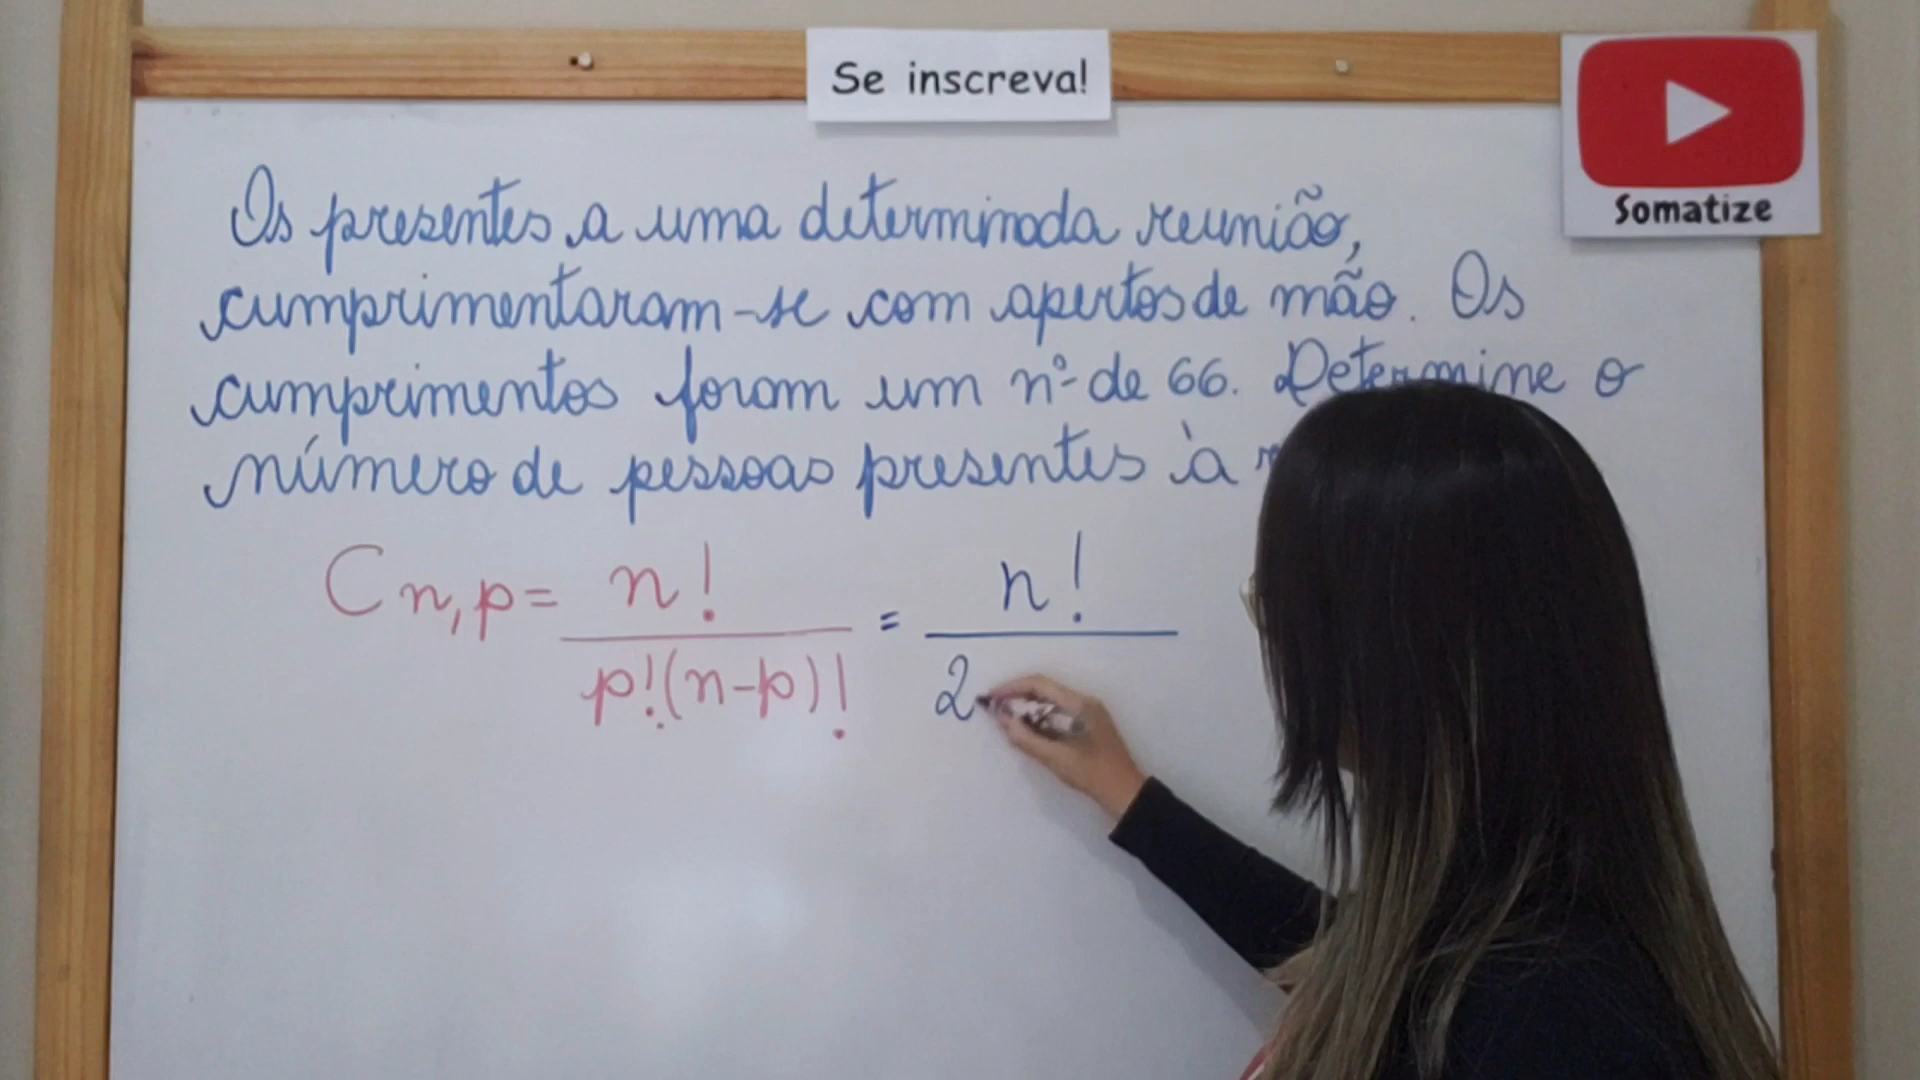 Se inscreva!
Somatize
Os presentes a uma determinada reunião,
cumprimentaram-se com apertos de mão. Os
cumprimentos foram um nº de 66. Determine o
número de pessoas presentes à
C n,p = n! / p!(n-p)! = n! / 2